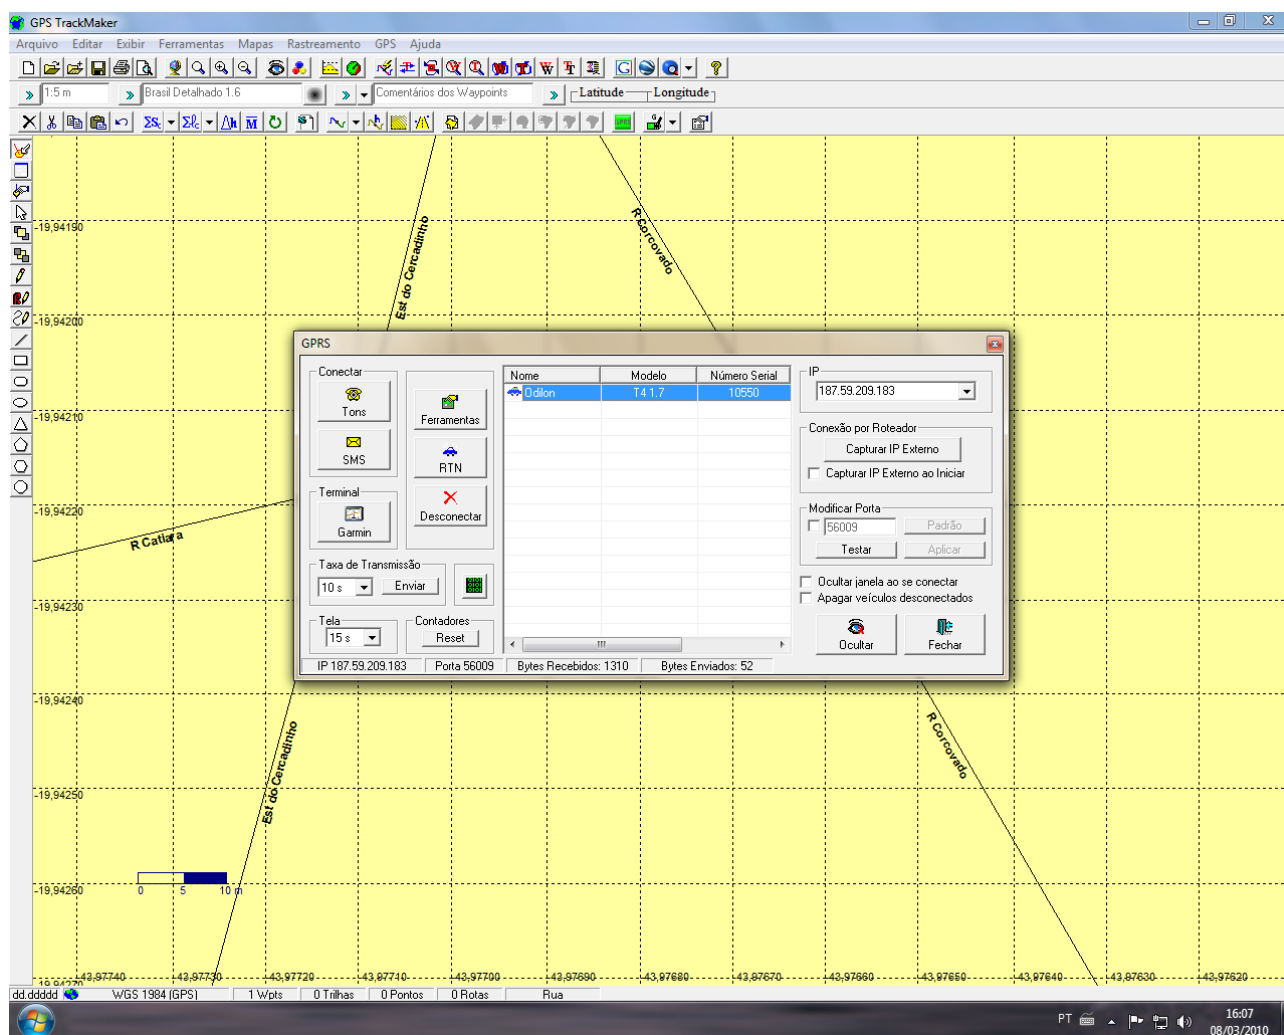 GPS TrackMaker
Arquivo Editar Exibir Ferramentas Mapas Rastreamento GPS Ajuda
1:5 m Brasil Detalhado 1.6 Comentários dos Waypoints Latitude Longitude
-19,94190
Est do Cercadinho
R Corcovado
-19,94200
GPRS
Conectar
Tons
SMS
Terminal
Garmin
Taxa de Transmissão
10 s Enviar
Tela
15 s
Contadores
Reset
Ferramentas
RTN
Desconectar
Nome Modelo Número Serial
Odilon T4 1.7 10550
IP
187.59.209.183
Conexão por Roteador
Capturar IP Externo
Capturar IP Externo ao Iniciar
Modificar Porta
56009 Padrão
Testar Aplicar
Ocultar janela ao se conectar
Apagar veículos desconectados
Ocultar Fechar
IP 187.59.209.183 Porta 56009 Bytes Recebidos: 1310 Bytes Enviados: 52
-19,94210
-19,94220
R Catiara
-19,94230
-19,94240
Est do Cercadinho
R Corcovado
-19,94250
-19,94260
0 5 10 m
-19,94270
-43,97740 -43,97730 -43,97720 -43,97710 -43,97700 -43,97690 -43,97680 -43,97670 -43,97660 -43,97650 -43,97640 -43,97630 -43,97620
dd.ddddd WGS 1984 (GPS) 1 Wpts 0 Trilhas 0 Pontos 0 Rotas Rua
PT 16:07
08/03/2010